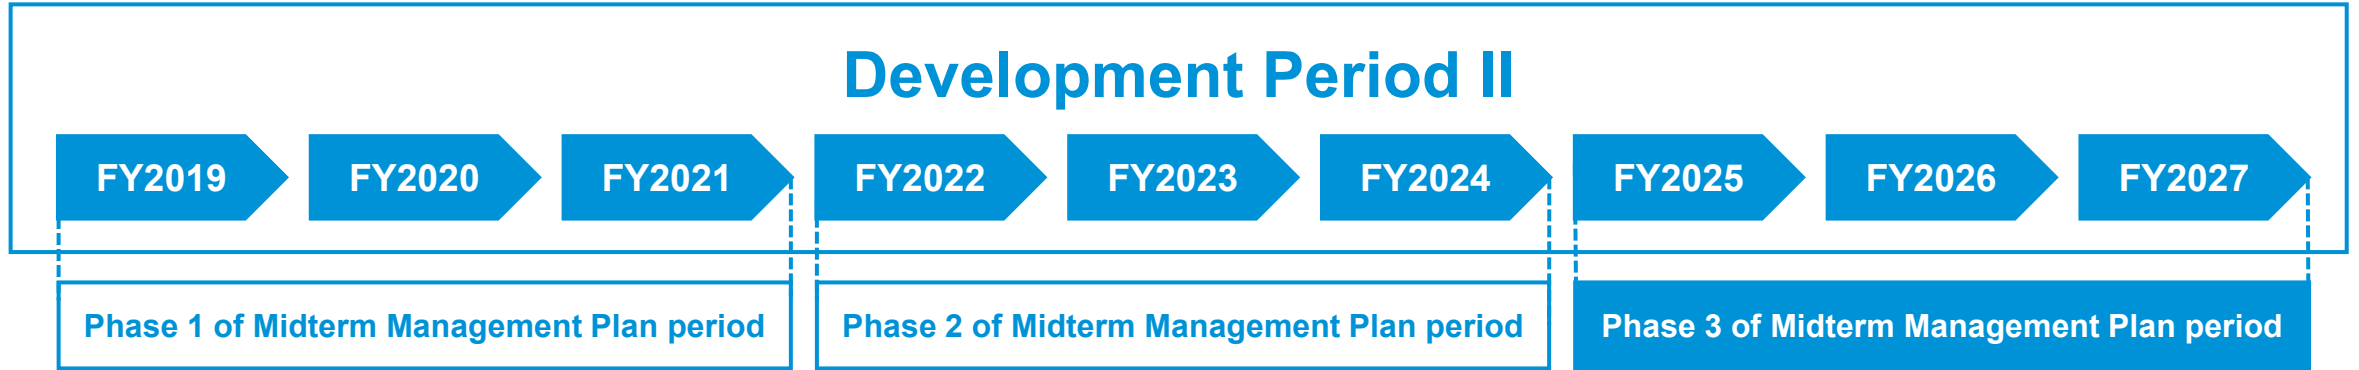 Development Period II
FY2019 FY2020 FY2021 FY2022 FY2023 FY2024 FY2025 FY2026 FY2027
Phase 1 of Midterm Management Plan period Phase 2 of Midterm Management Plan period Phase 3 of Midterm Management Plan period